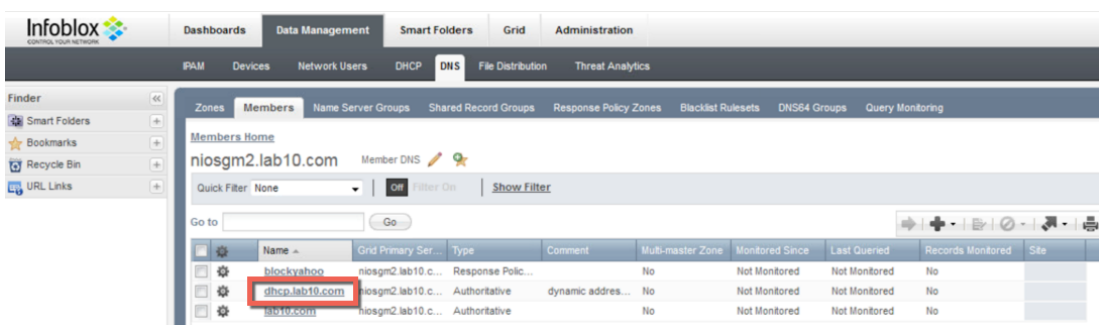 Infoblox
CONTROL YOUR NETWORK
Dashboards Data Management Smart Folders Grid Administration
IPAM Devices Network Users DHCP DNS File Distribution Threat Analytics
Finder
Smart Folders
Bookmarks
Recycle Bin
URL Links
Zones Members Name Server Groups Shared Record Groups Response Policy Zones Blacklist Rulesets DNS64 Groups Query Monitoring
Members Home
niosgm2.lab10.com Member DNS
Quick Filter None Off Filter On Show Filter
Go to Go
Name Grid Primary Ser... Type Comment Multi-master Zone Monitored Since Last Queried Records Monitored Site
blockyahoo niosgm2.lab10.c... Response Polic... No Not Monitored Not Monitored No
dhcp.lab10.com niosgm2.lab10.c... Authoritative dynamic addres... No Not Monitored Not Monitored No
lab10.com niosgm2.lab10.c... Authoritative No Not Monitored Not Monitored No